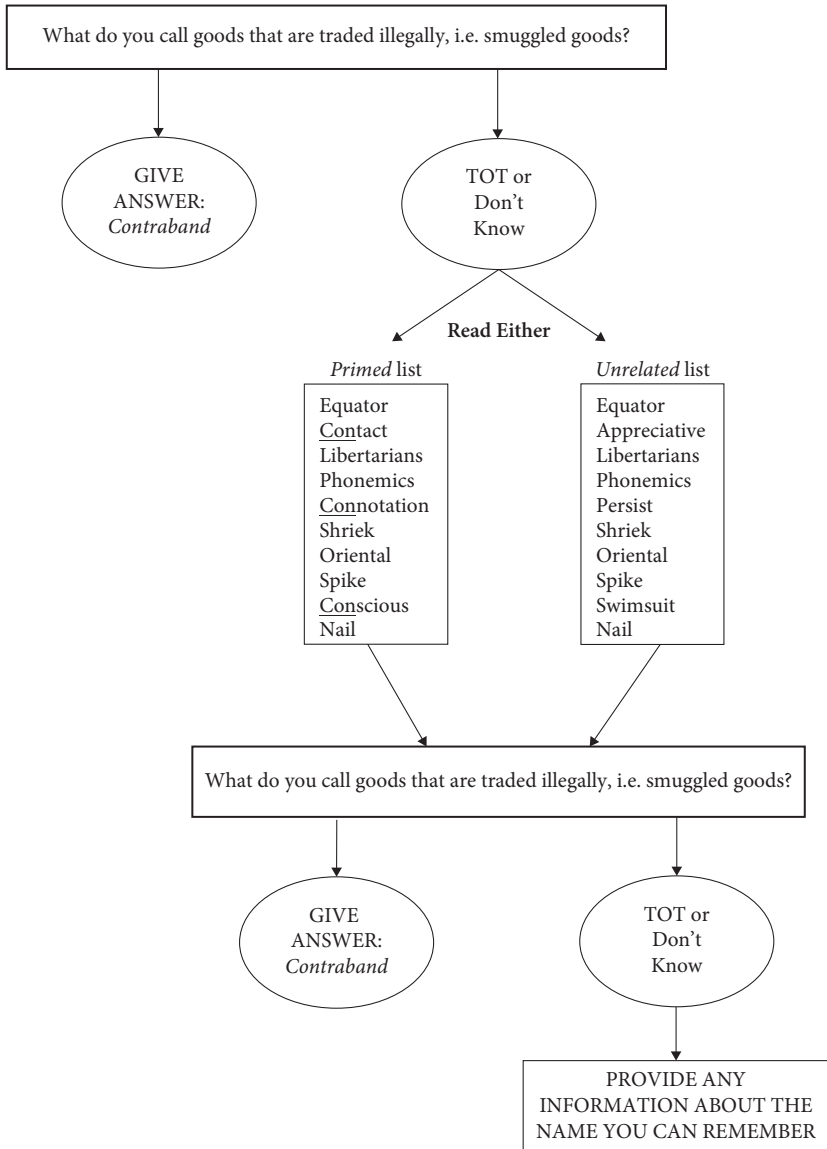 What do you call goods that are traded illegally, i.e. smuggled goods?
GIVE
ANSWER:
Contraband
TOT or
Don't
Know
Read Either
Primed list
Equator
Contact
Libertarians
Phonemics
Connotation
Shriek
Oriental
Spike
Conscious
Nail
Unrelated list
Equator
Appreciative
Libertarians
Phonemics
Persist
Shriek
Oriental
Spike
Swimsuit
Nail
What do you call goods that are traded illegally, i.e. smuggled goods?
GIVE
ANSWER:
Contraband
TOT or
Don't
Know
PROVIDE ANY
INFORMATION ABOUT THE
NAME YOU CAN REMEMBER